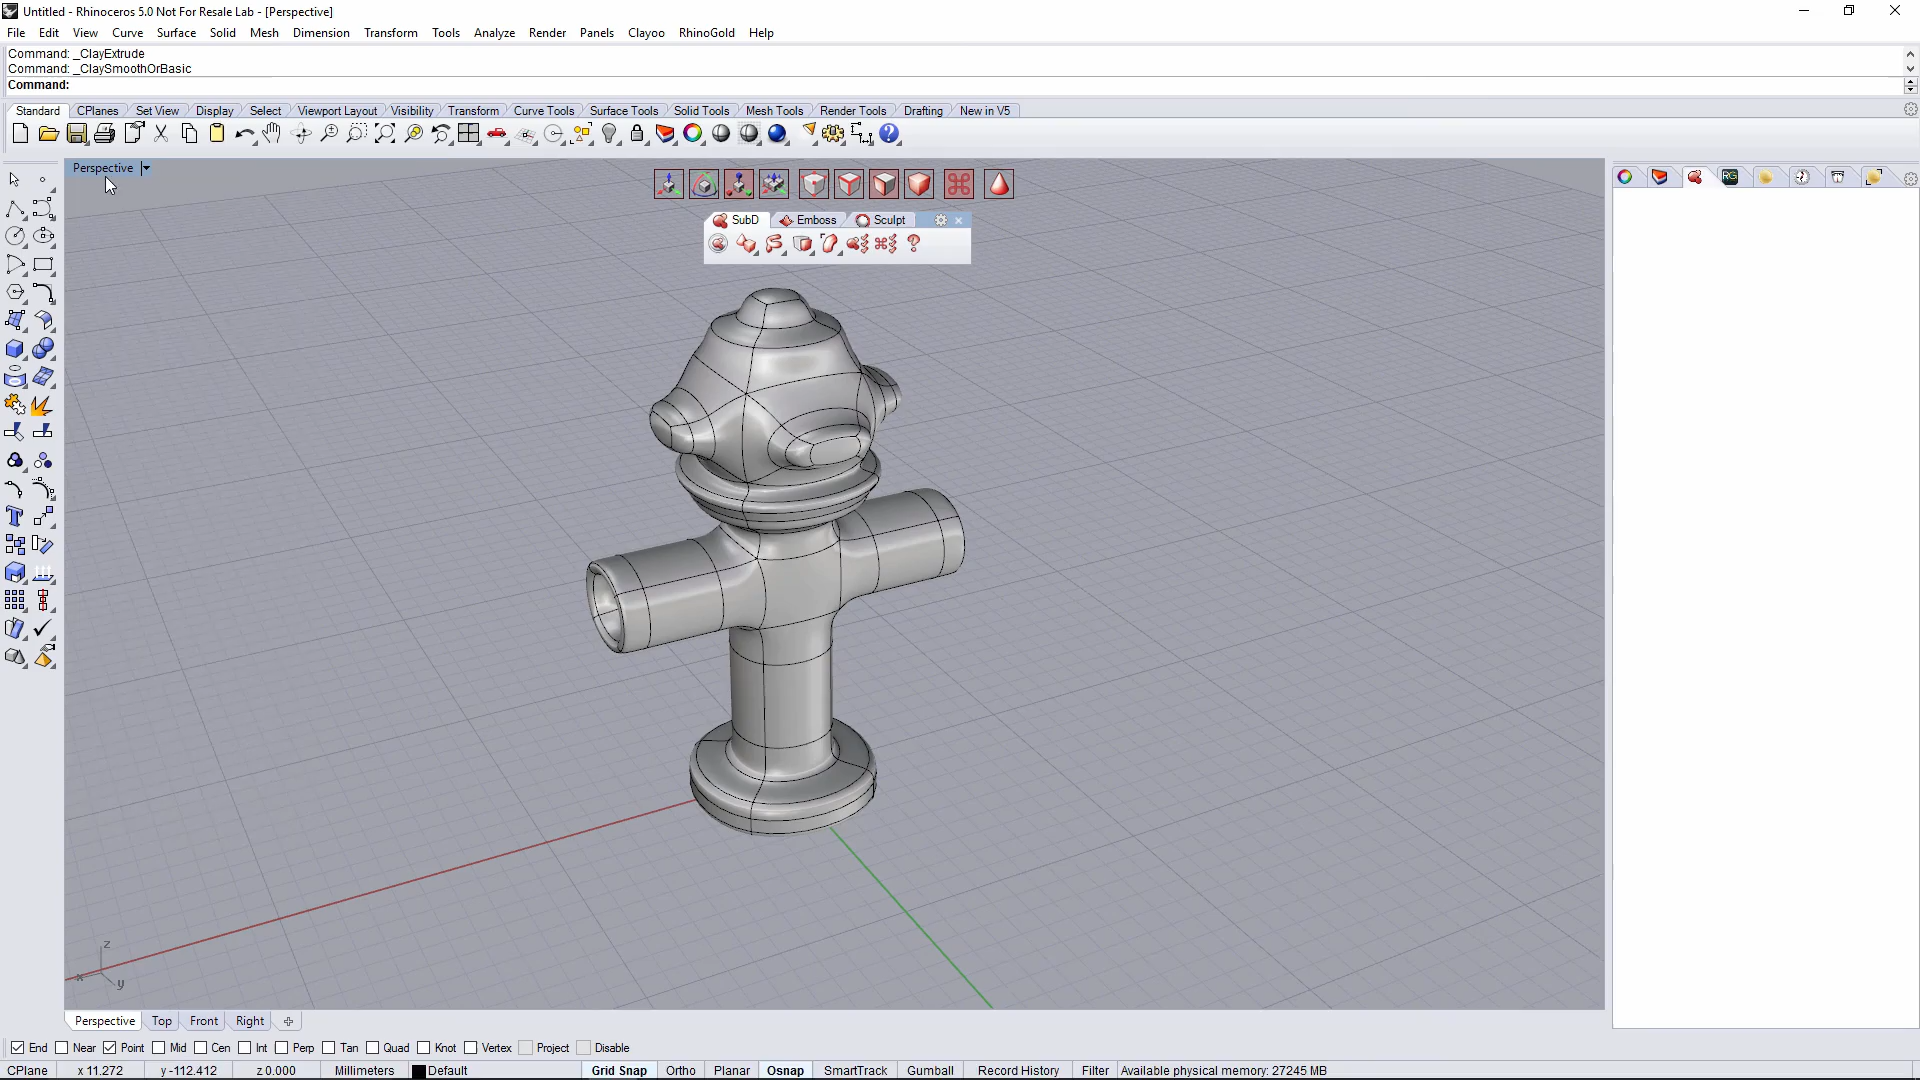 Untitled - Rhinoceros 5.0 Not For Resale Lab - [Perspective]
File Edit View Curve Surface Solid Mesh Dimension Transform Tools Analyze Render Panels Clayoo RhinoGold Help
Command: _ClayExtrude
Command: _ClaySmoothOrBasic
Command:
Standard CPlanes Set View Display Select Viewport Layout Visibility Transform Curve Tools Surface Tools Solid Tools Mesh Tools Render Tools Drafting New in V5
Perspective
RG
SubD Emboss Sculpt
z
x
y
Perspective Top Front Right
End Near Point Mid Cen Int Perp Tan Quad Knot Vertex Project Disable
CPlane x 11.272 y -112.412 z 0.000 Millimeters Default Grid Snap Ortho Planar Osnap SmartTrack Gumball Record History Filter Available physical memory: 27245 MB